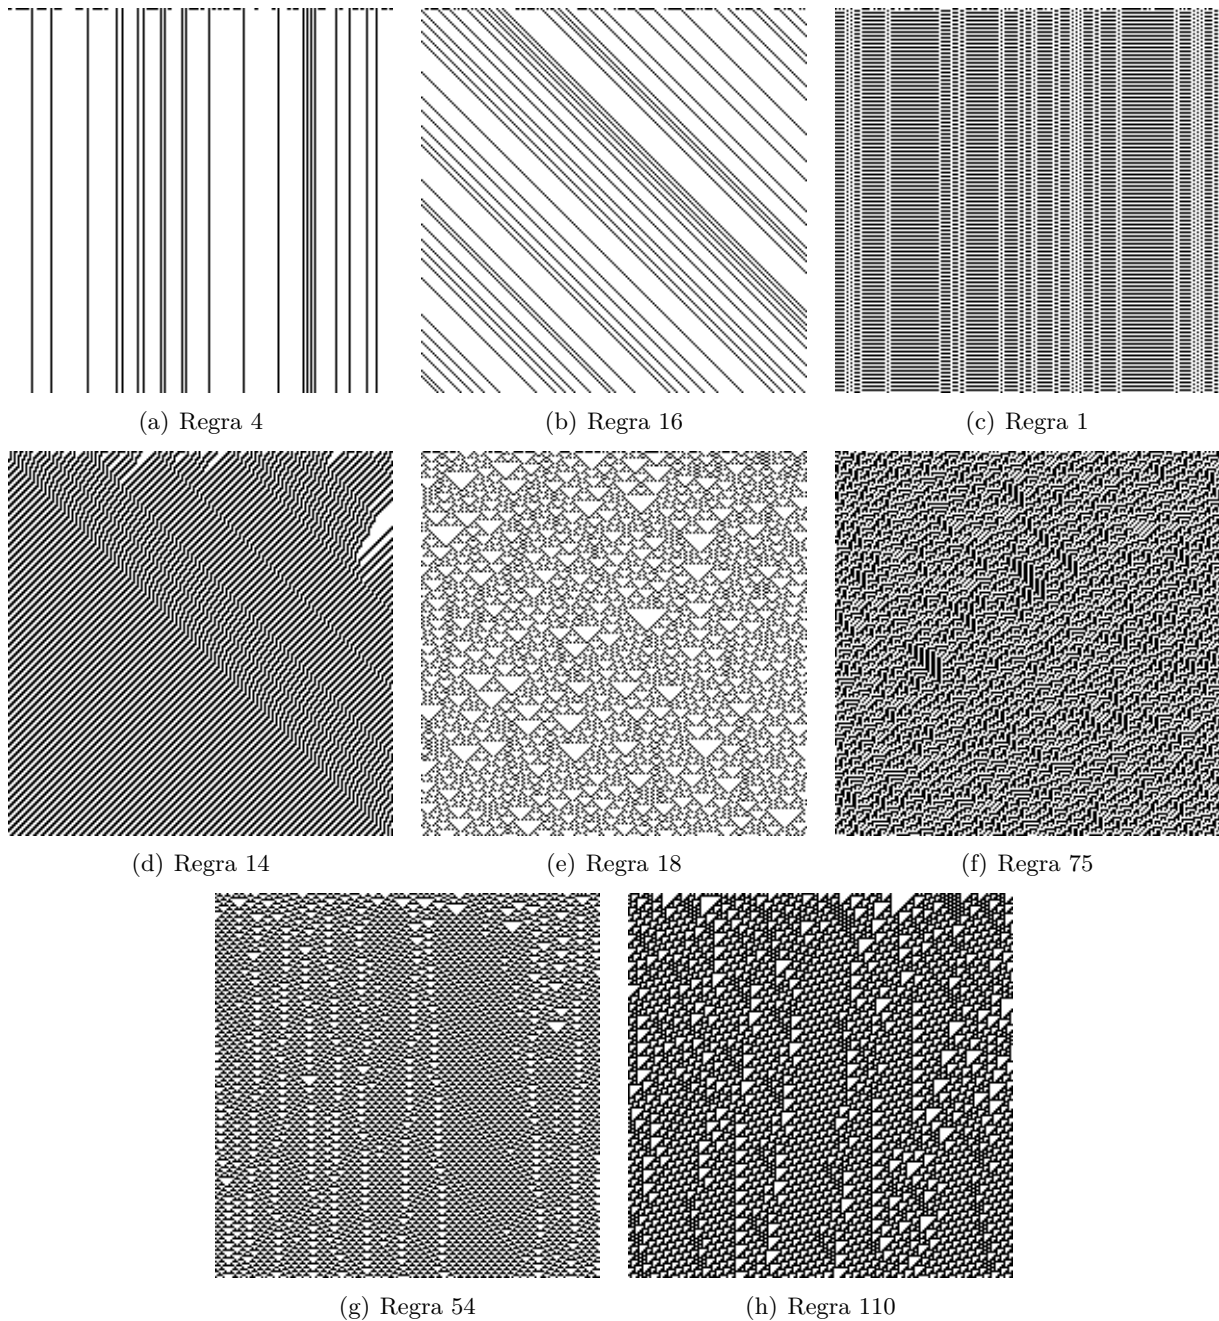 (a) Regra 4
(b) Regra 16
(c) Regra 1
(d) Regra 14
(e) Regra 18
(f) Regra 75
(g) Regra 54
(h) Regra 110